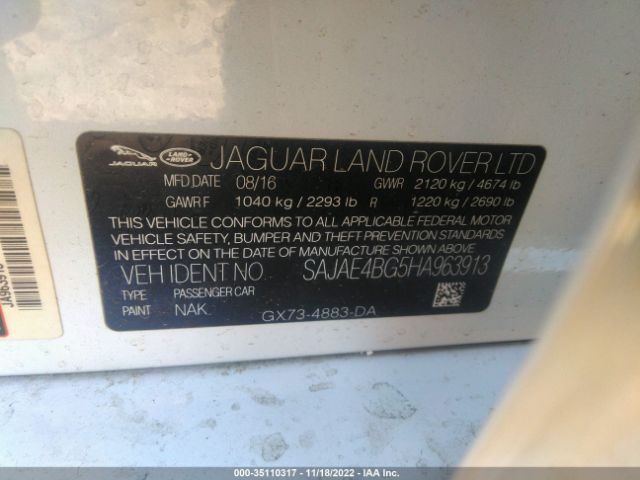 JAGUAR LAND-ROVER JAGUAR LAND ROVER LTD
MFD.DATE 08/16 GVWR 2120 kg / 4674 lb
GAWR F 1040 kg / 2293 lb R 1220 kg / 2690 lb
THIS VEHICLE CONFORMS TO ALL APPLICABLE FEDERAL MOTOR
VEHICLE SAFETY, BUMPER AND THEFT PREVENTION STANDARDS
IN EFFECT ON THE DATE OF MANUFACTURE SHOWN ABOVE
VEH IDENT NO. SAJAE4BG5HA963913
TYPE PASSENGER CAR
PAINT NAK
GX73-4883-DA
JA963913
000-35110317 - 11/18/2022 - IAA Inc.